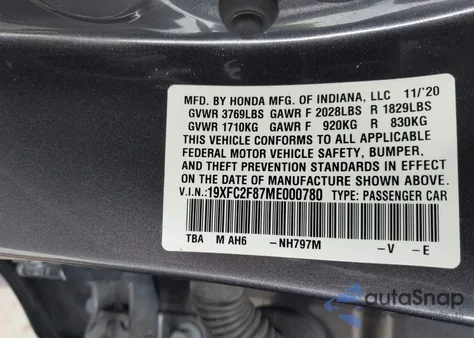 MFD. BY HONDA MFG. OF INDIANA, LLC 11/'20
GVWR 3769LBS GAWR F 2028LBS R 1829LBS
GVWR 1710KG GAWR F 920KG R 830KG
THIS VEHICLE CONFORMS TO ALL APPLICABLE
FEDERAL MOTOR VEHICLE SAFETY, BUMPER,
AND THEFT PREVENTION STANDARDS IN EFFECT
ON THE DATE OF MANUFACTURE SHOWN ABOVE.
V.I.N.:19XFC2F87ME000780 TYPE: PASSENGER CAR
TBA M AH6 -NH797M -V -E
autaSnap